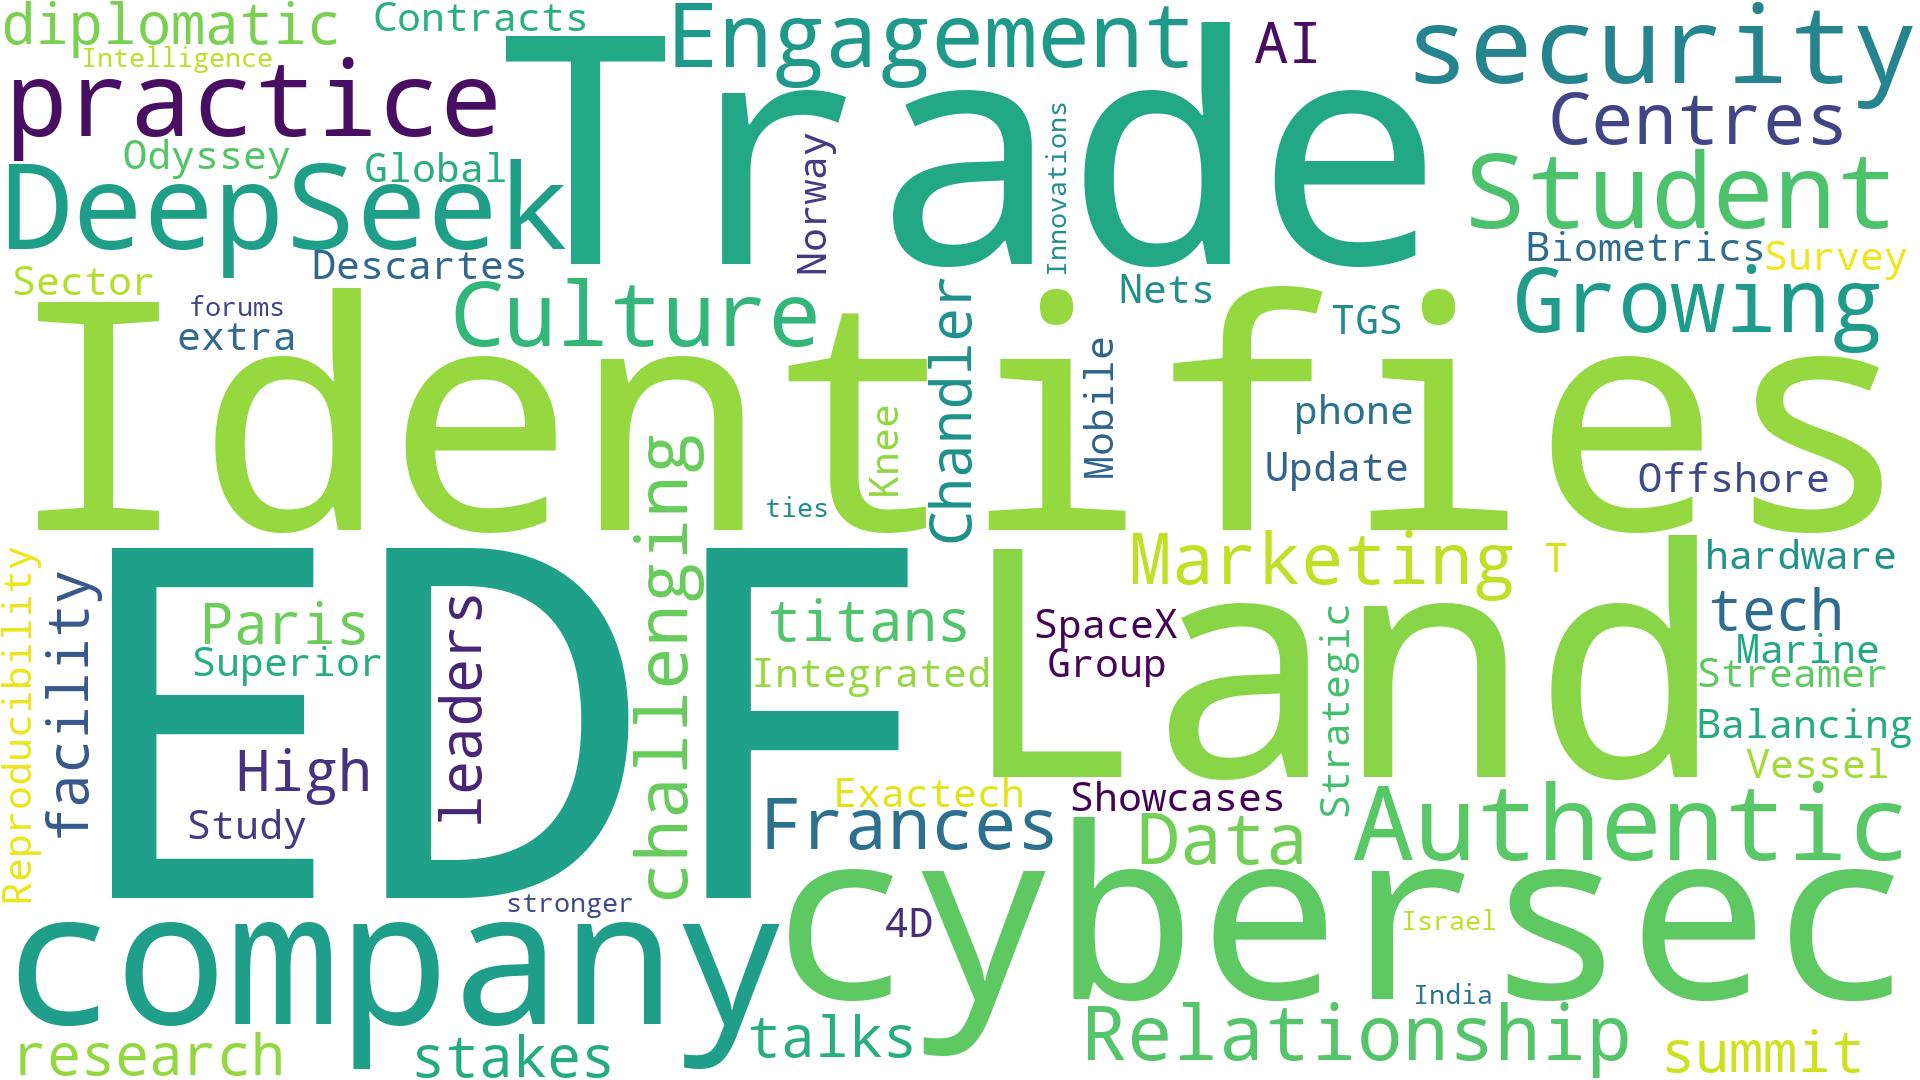 diplomatic
Contracts
Engagement
AI
security
Intelligence
practice
Trade
Centres
Odyssey
Global
Norway
Innovations
Student
DeepSeek
Descartes
Biometrics
Survey
Sector
forums
extra
Culture
Chandler
Nets
TGS
Growing
Identifies
Knee
Mobile
phone
Update
Offshore
ties
challenging
Marketing
T
hardware
Reproducibility
facility
EDF
Land
Paris
Superior
leaders
titans
Integrated
SpaceX
Group
Strategic
tech
Marine
Streamer
Balancing
Vessel
High
Study
Exactech
Showcases
Frances
Data
Authentic
stronger
company
4D
cybersec
Israel
India
research
stakes
talks
Relationship
summit